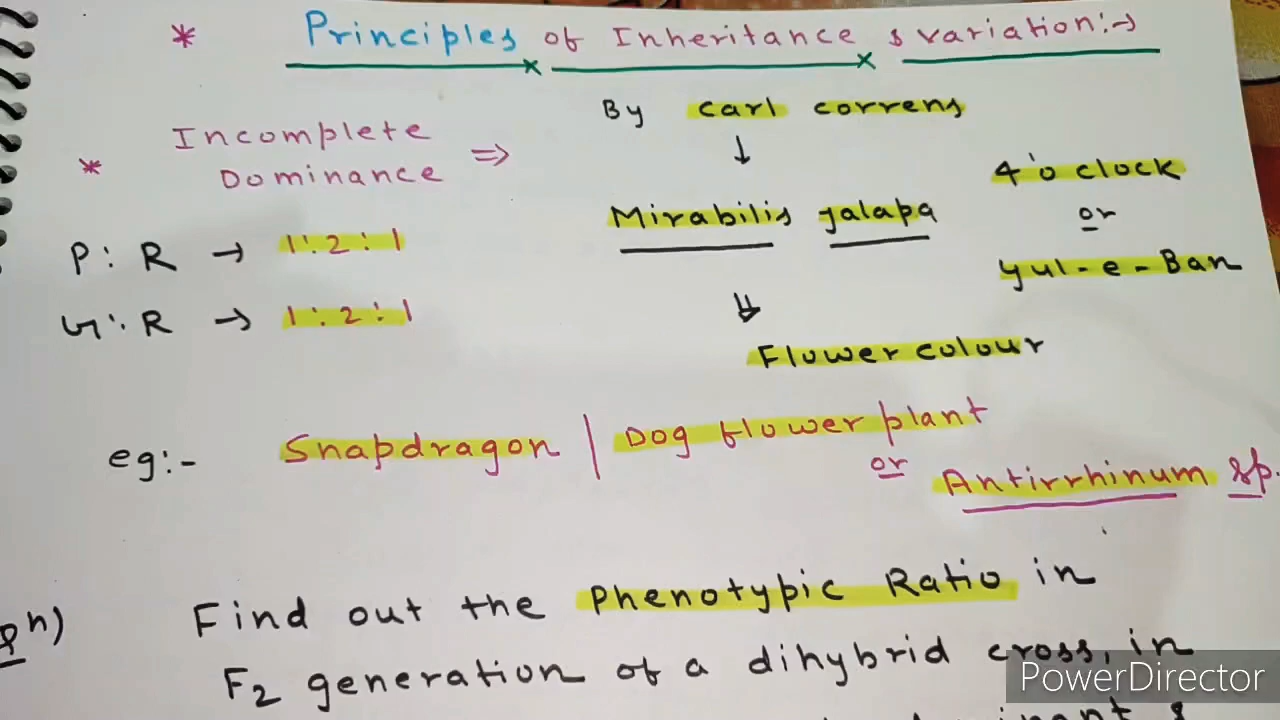 * Principles of Inheritance & variation:→
* Incomplete Dominance ⇒
By Carl Correns
↓
Mirabilis jalapa
4'o clock
or
gul-e-Ban
⇓
Flower colour
P:R → 1:2:1
G:R → 1:2:1
eg:- Snapdragon | Dog flower plant
or Antirrhinum sp.
Find out the Phenotypic Ratio in
F2 generation of a dihybrid cross, in
PowerDirector